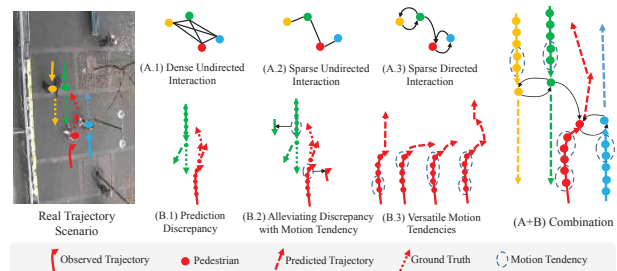 (A.1) Dense Undirected
Interaction
(A.2) Sparse Undirected
Interaction
(A.3) Sparse Directed
Interaction
Real Trajectory
Scenario
(B.1) Prediction
Discrepancy
(B.2) Alleviating Discrepancy
with Motion Tendency
(B.3) Versatile Motion
Tendencies
(A+B) Combination
Observed Trajectory
Pedestrian
Predicted Trajectory
Ground Truth
Motion Tendency